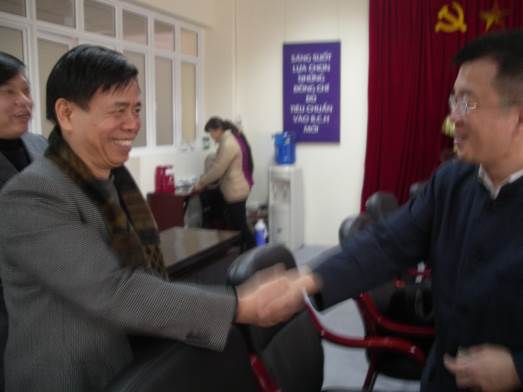 SÁNG SUỐT
LỰA CHỌN
NHỮNG
ĐỒNG CHÍ
ĐỦ
TIÊU CHUẨN
VÀO B.C.H
MỚI